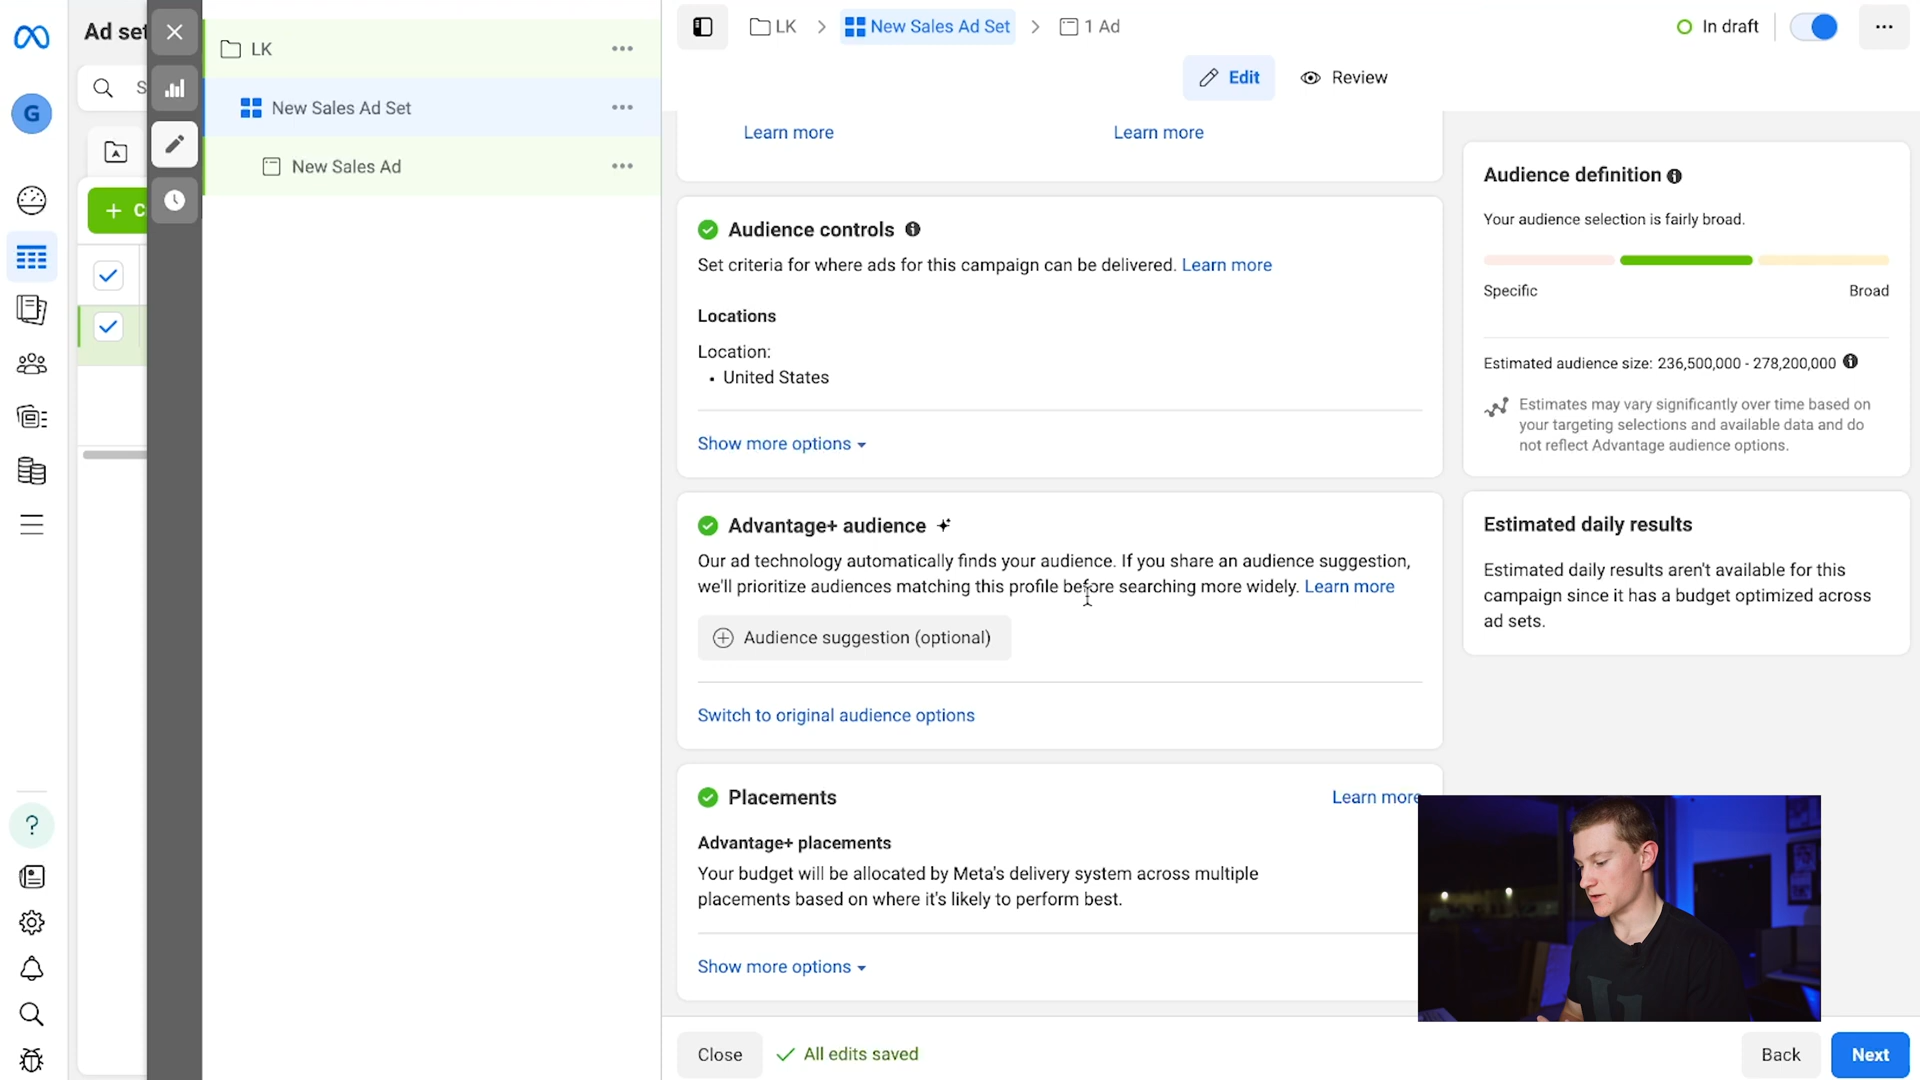 Ad set
LK
LK
New Sales Ad Set
1 Ad
In draft
Edit
Review
G
S
C
New Sales Ad Set
New Sales Ad
Learn more
Learn more
Audience controls
Set criteria for where ads for this campaign can be delivered. Learn more
Locations
Location:
• United States
Show more options
Advantage+ audience
Our ad technology automatically finds your audience. If you share an audience suggestion,
we'll prioritize audiences matching this profile before searching more widely. Learn more
Audience suggestion (optional)
Switch to original audience options
Placements
Learn more
Advantage+ placements
Your budget will be allocated by Meta's delivery system across multiple
placements based on where it's likely to perform best.
Show more options
Audience definition
Your audience selection is fairly broad.
Specific
Broad
Estimated audience size: 236,500,000 - 278,200,000
Estimates may vary significantly over time based on
your targeting selections and available data and do
not reflect Advantage audience options.
Estimated daily results
Estimated daily results aren't available for this
campaign since it has a budget optimized across
ad sets.
Close
All edits saved
Back
Next